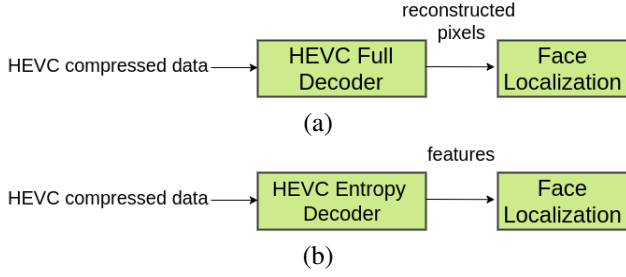 reconstructed
pixels
HEVC compressed data
HEVC Full
Decoder
Face
Localization
(a)
features
HEVC compressed data
HEVC Entropy
Decoder
Face
Localization
(b)